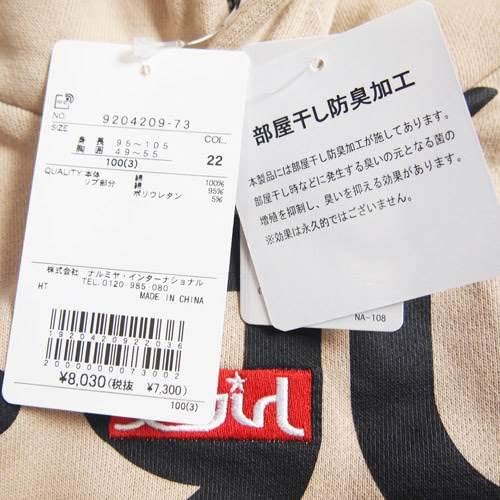 NO. 9204209-73
SIZE COL.
身長 95～105
胸囲 49～55 22
100(3)
QUALITY 本体 綿 100%
リブ部分 綿 95%
ポリウレタン 5%
株式会社 ナルミヤ・インターナショナル
TEL.0120-985-080
HT MADE IN CHINA
1920420922036
2000000073002
¥8,030(税抜 ¥7,300)
100(3)
部屋干し防臭加工
本製品には部屋干し防臭加工が施してあります。
部屋干し時などに発生する臭いの元となる菌の
増殖を抑制し、臭いを抑える効果があります。
※効果は永久的ではございません。
NA-108